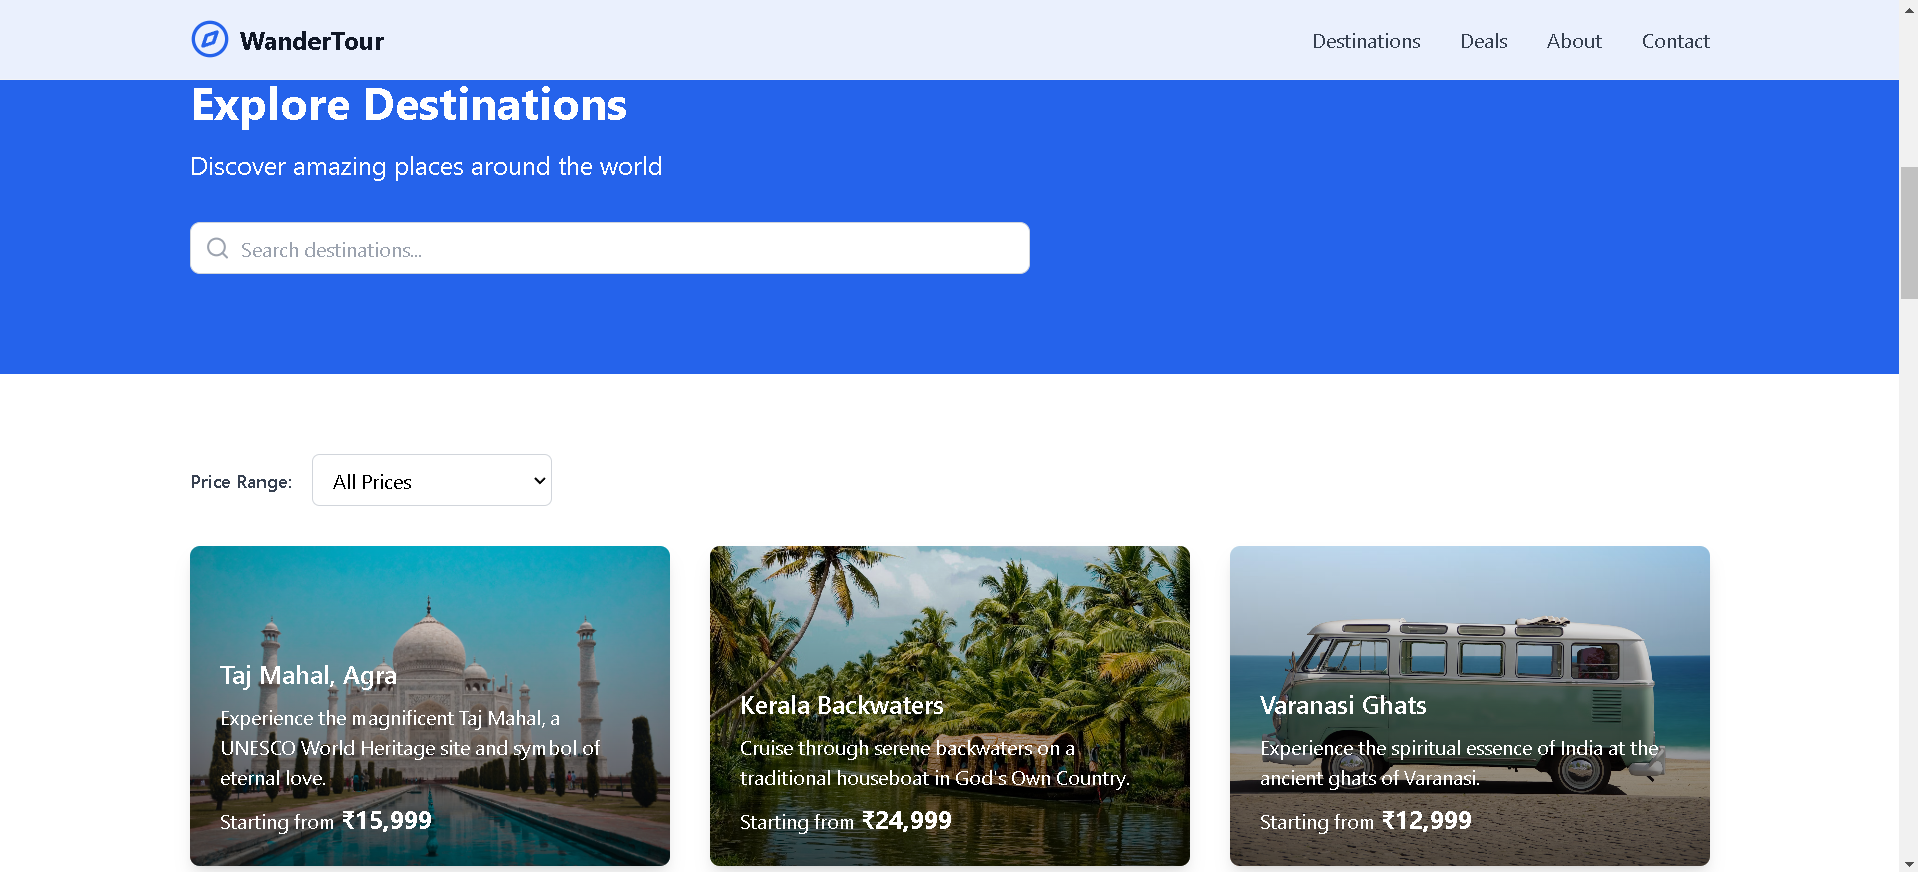 WanderTour
Destinations
Deals
About
Contact
Explore Destinations
Discover amazing places around the world
Search destinations...
Price Range:
All Prices
Taj Mahal, Agra
Experience the magnificent Taj Mahal, a
UNESCO World Heritage site and symbol of
eternal love.
Starting from ₹15,999
Kerala Backwaters
Cruise through serene backwaters on a
traditional houseboat in God's Own Country.
Starting from ₹24,999
Varanasi Ghats
Experience the spiritual essence of India at the
ancient ghats of Varanasi.
Starting from ₹12,999